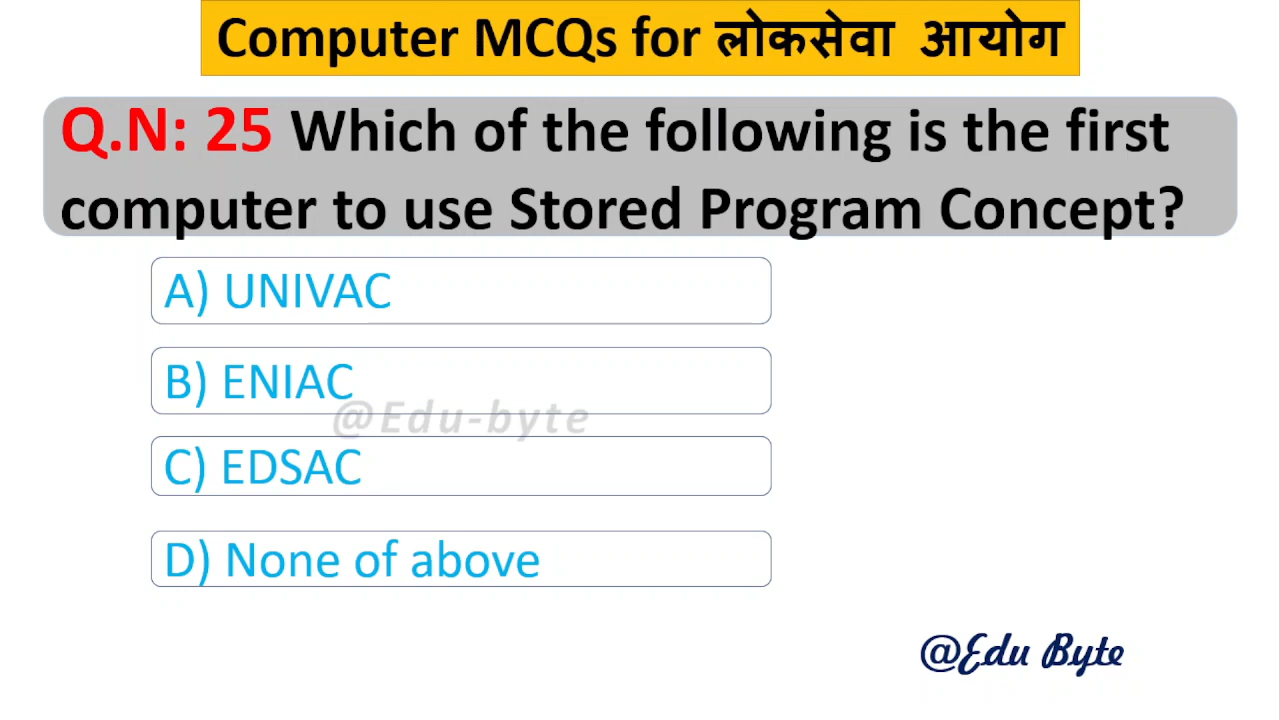 Computer MCQs for लोकसेवा आयोग
Q.N: 25 Which of the following is the first
computer to use Stored Program Concept?
A) UNIVAC
B) ENIAC
@Edu-byte
C) EDSAC
D) None of above
@Edu Byte